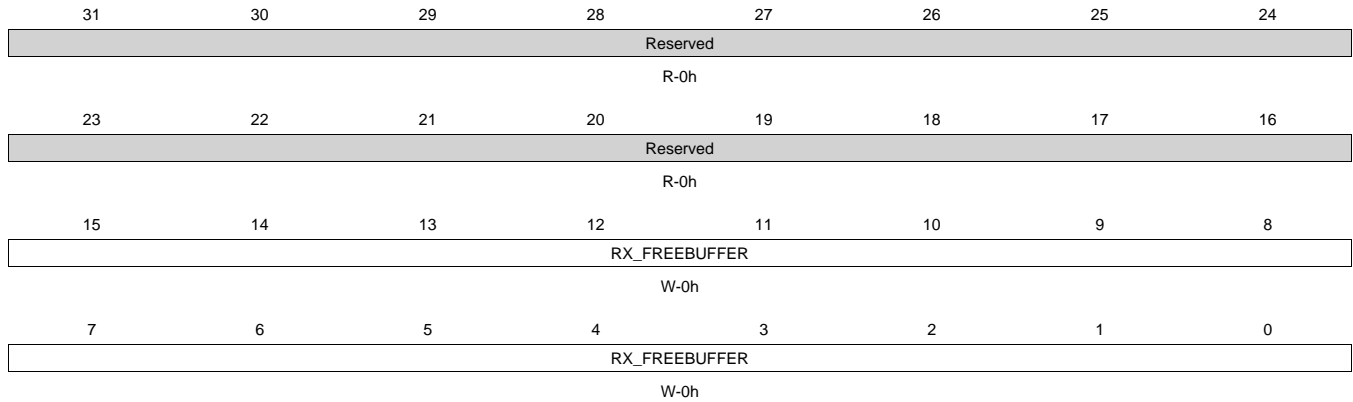 31 30 29 28 27 26 25 24
Reserved
R-0h
23 22 21 20 19 18 17 16
Reserved
R-0h
15 14 13 12 11 10 9 8
RX_FREEBUFFER
W-0h
7 6 5 4 3 2 1 0
RX_FREEBUFFER
W-0h